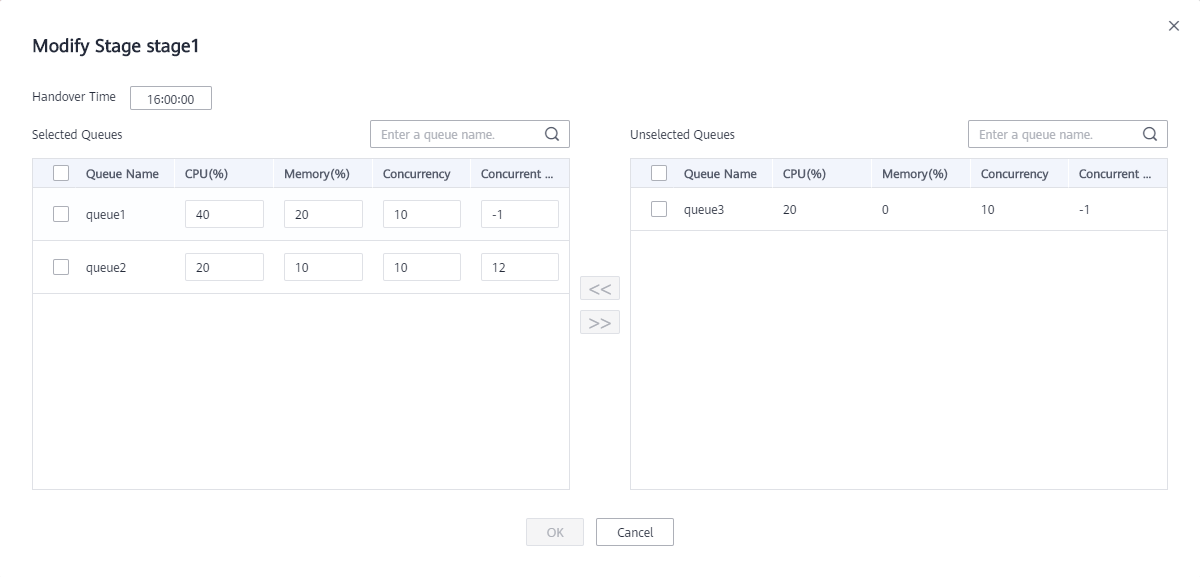 Modify Stage stage1
Handover Time 16:00:00
Selected Queues Enter a queue name.
Queue Name CPU(%) Memory(%) Concurrency Concurrent ...
queue1 40 20 10 -1
queue2 20 10 10 12
<<
>>
Unselected Queues Enter a queue name.
Queue Name CPU(%) Memory(%) Concurrency Concurrent ...
queue3 20 0 10 -1
OK Cancel